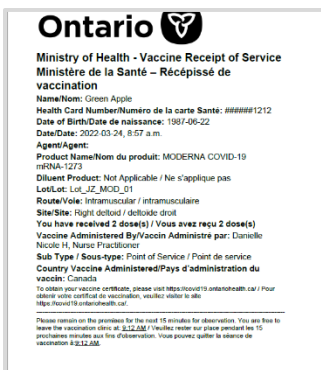 Ontario
Ministry of Health - Vaccine Receipt of Service
Ministère de la Santé – Récépissé de
vaccination
Name/Nom: Green Apple
Health Card Number/Numéro de la carte Santé: ######1212
Date of Birth/Date de naissance: 1987-06-22
Date/Date: 2022-03-24, 8:57 a.m.
Agent/Agent:
Product Name/Nom du produit: MODERNA COVID-19
mRNA-1273
Diluent Product: Not Applicable / Ne s'applique pas
Lot/Lot: Lot_JZ_MOD_01
Route/Voie: Intramuscular / intramusculaire
Site/Site: Right deltoid / deltoïde droit
You have received 2 dose(s) / Vous avez reçu 2 dose(s)
Vaccine Administered By/Vaccin Administré par: Danielle
Nicole H, Nurse Practitioner
Sub Type / Sous-type: Point of Service / Point de service
Country Vaccine Administered/Pays d'administration du
vaccin: Canada
To obtain your vaccine certificate, please visit https://covid19.ontariohealth.ca/ / Pour
obtenir votre certificat de vaccination, veuillez visiter le site
https://covid19.ontariohealth.ca/.
Please remain on the premises for the next 15 minutes for observation. You are free to
leave the vaccination clinic at: 9:12 AM / Veuillez rester sur place pendant les 15
prochaines minutes aux fins d'observation. Vous pouvez quitter la séance de
vaccination à:9:12 AM.